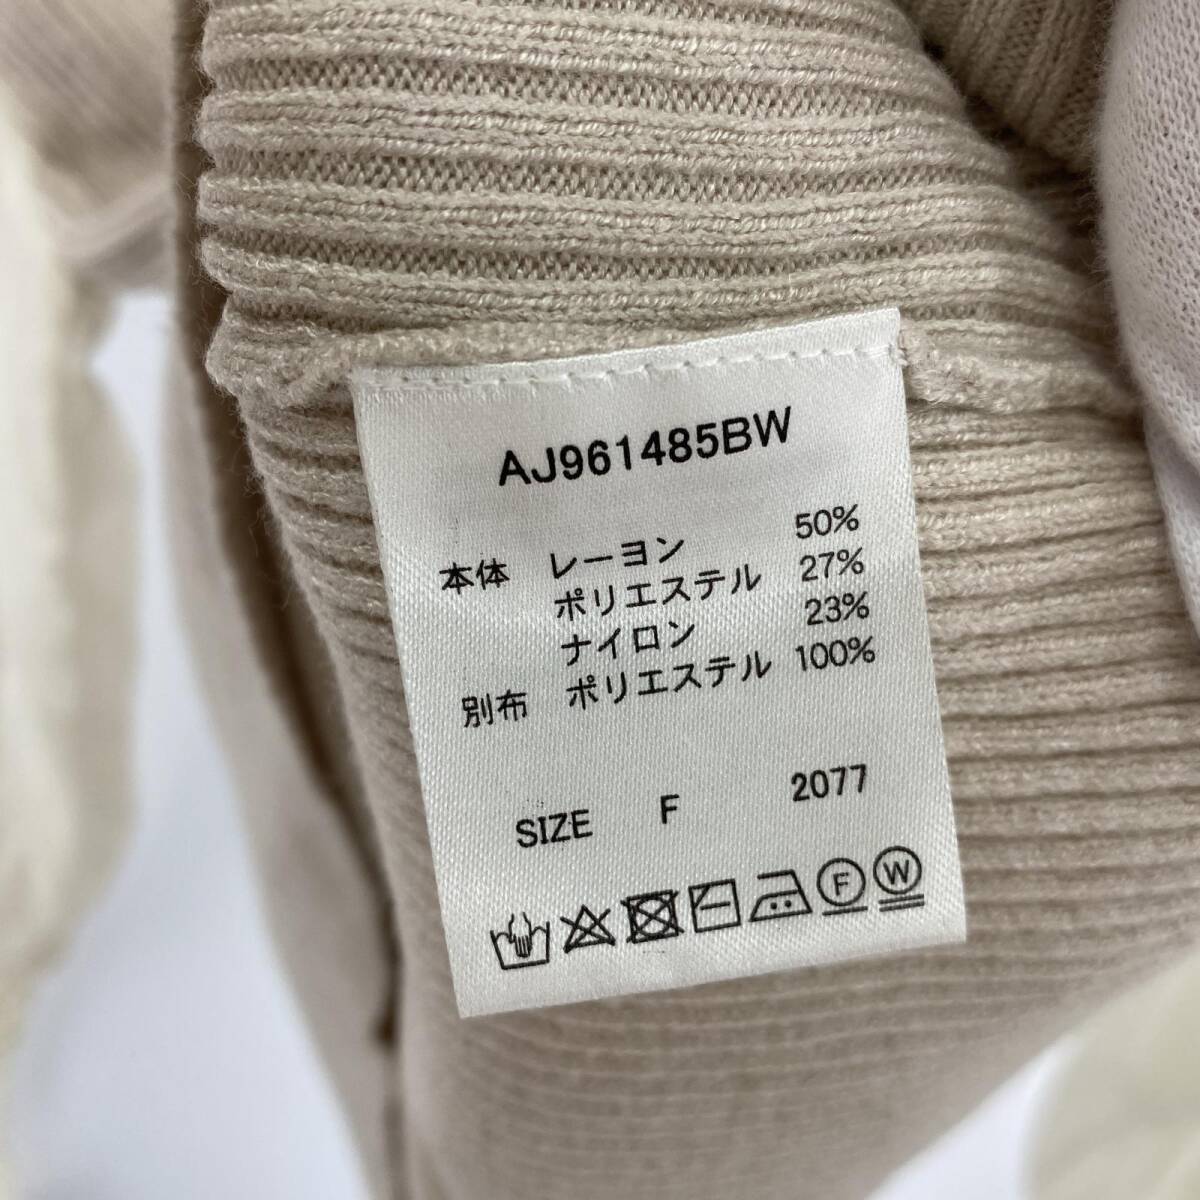 AJ961485BW
本体 レーヨン 50%
ポリエステル 27%
ナイロン 23%
別布 ポリエステル 100%
SIZE F 2077
F W